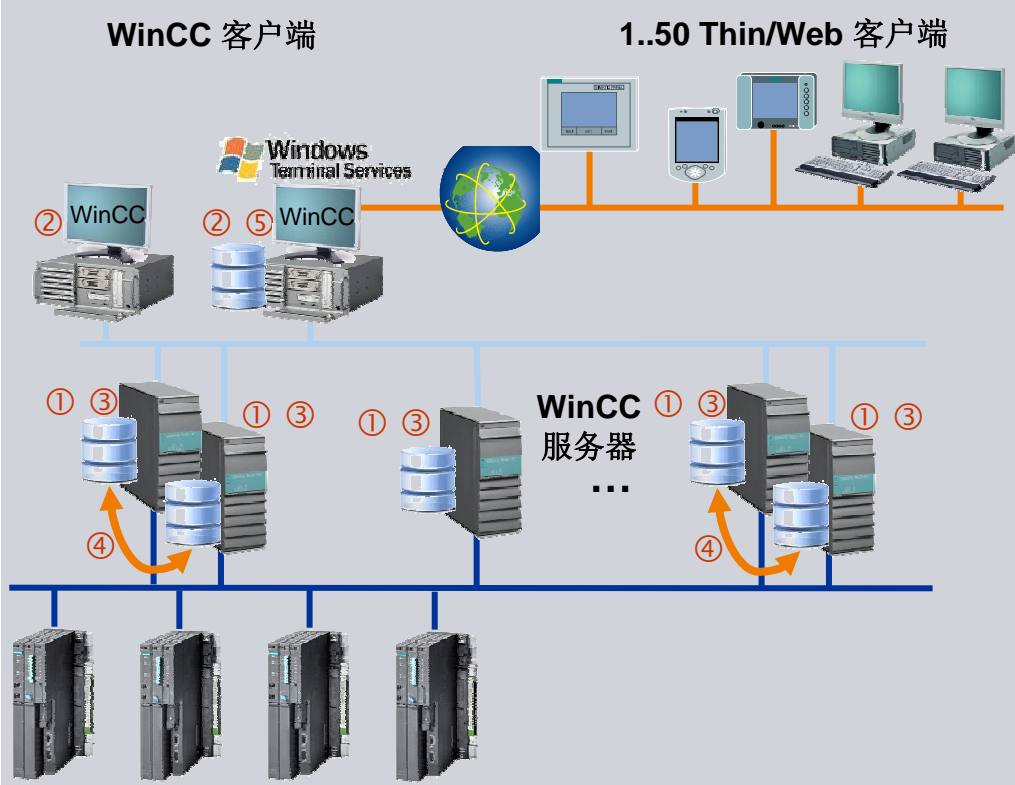 WinCC 客户端
1..50 Thin/Web 客户端
Windows
Terminal Services
② WinCC
② ⑤ WinCC
① ③
① ③
① ③
WinCC
服务器
...
① ③
① ③
④
④